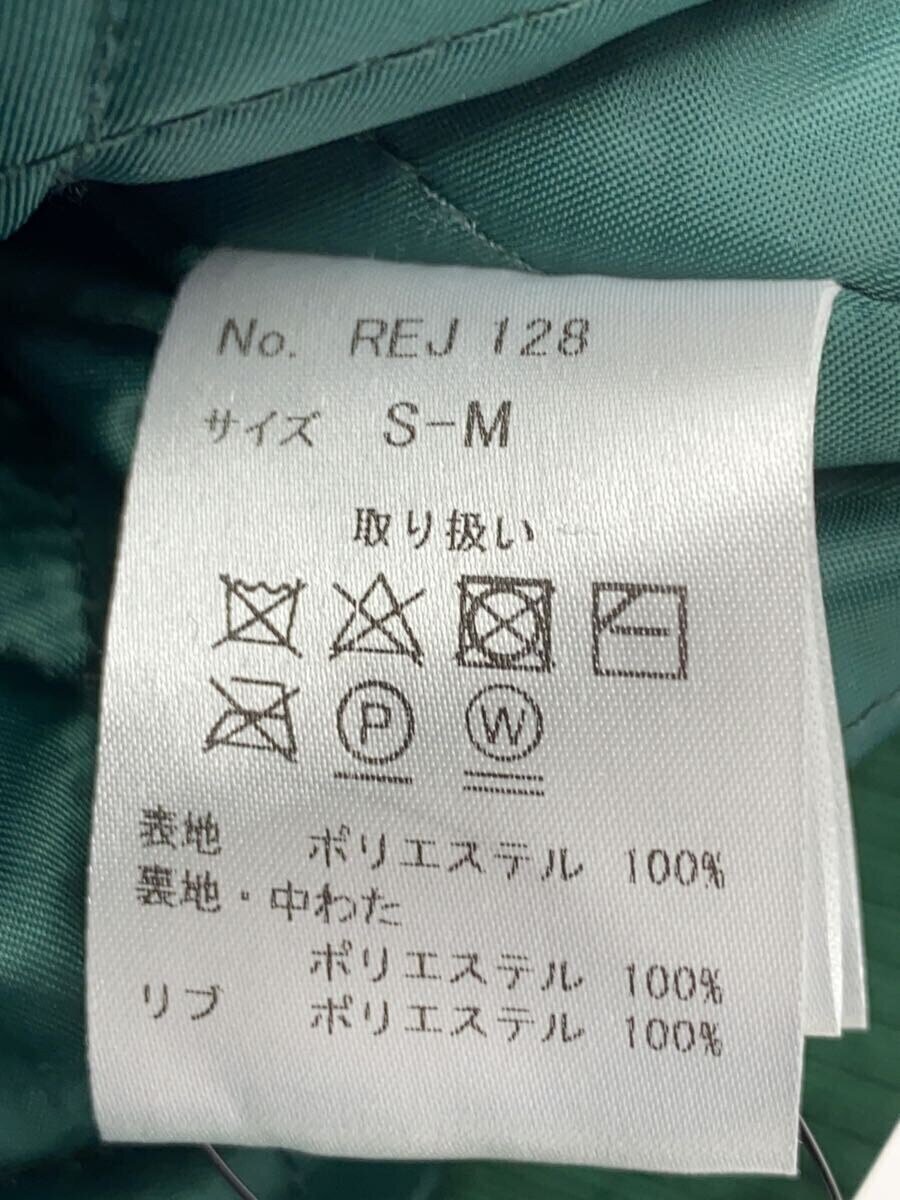 No. REJ 128
サイズ S-M
取り扱い
P W
表地 ポリエステル 100%
裏地・中わた
ポリエステル 100%
リブ ポリエステル 100%